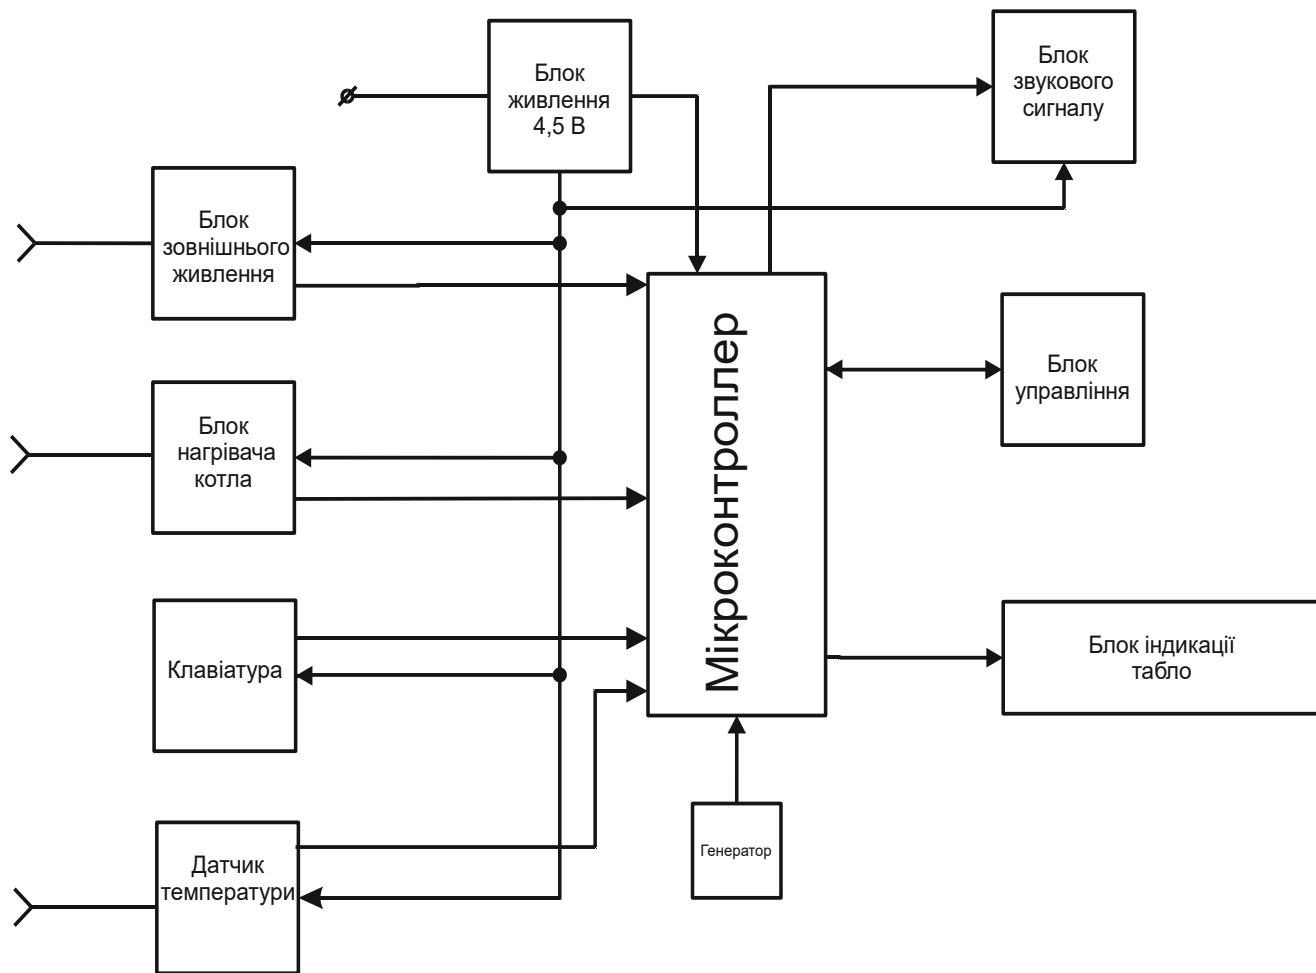 Блок
живлення
4,5 В
Блок
звукового
сигналу
Блок
зовнішнього
живлення
Мікроконтроллер
Блок
управління
Блок
нагрівача
котла
Клавіатура
Блок індикації
табло
Генератор
Датчик
температури